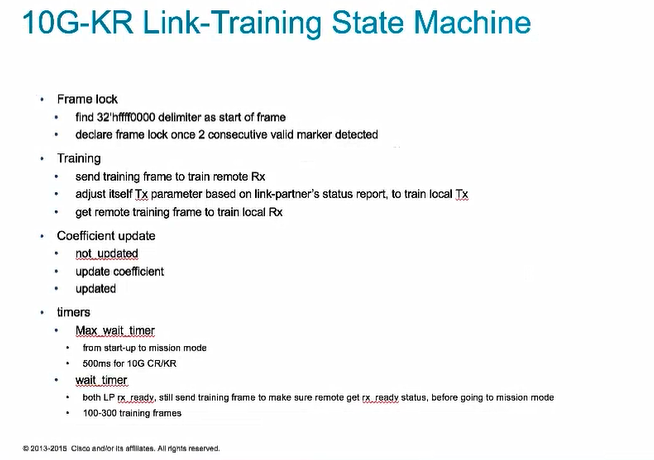 10G-KR Link-Training State Machine
• Frame lock
• find 32'hffff0000 delimiter as start of frame
• declare frame lock once 2 consecutive valid marker detected
• Training
• send training frame to train remote Rx
• adjust itself Tx parameter based on link-partner's status report, to train local Tx
• get remote training frame to train local Rx
• Coefficient update
• not_updated
• update coefficient
• updated
• timers
• Max_wait_timer
• from start-up to mission mode
• 500ms for 10G CR/KR
• wait_timer
• both LP rx_ready, still send training frame to make sure remote get rx_ready status, before going to mission mode
• 100-300 training frames
© 2013-2015 Cisco and/or its affiliates. All rights reserved.